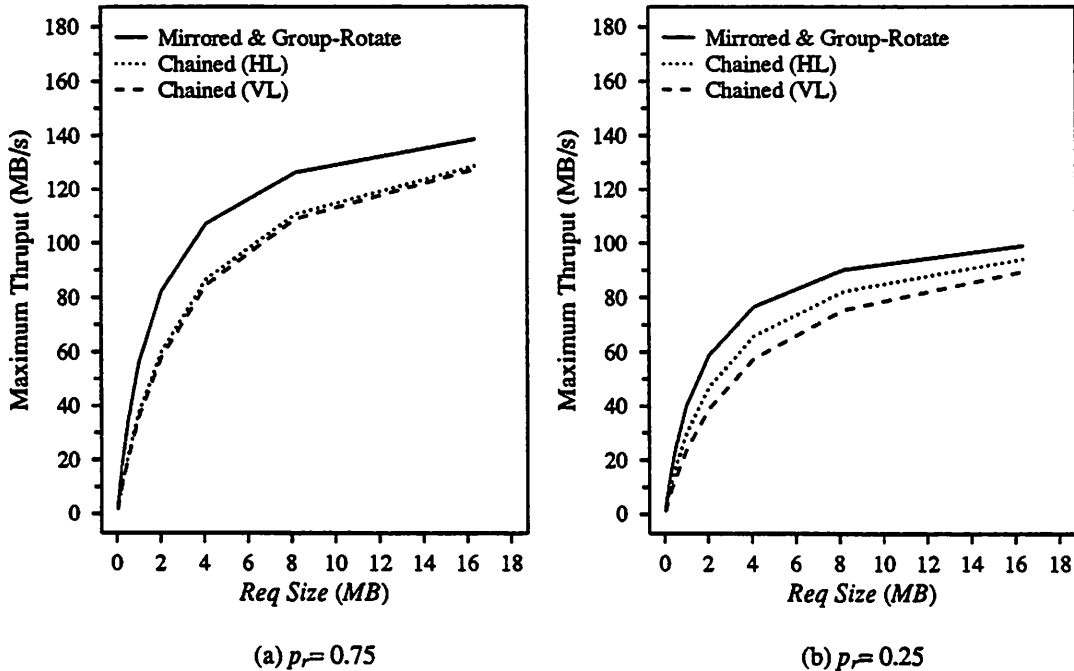 180
160
140
120
100
80
60
40
20
0
Maximum Thruput (MB/s)
Mirrored & Group-Rotate
Chained (HL)
Chained (VL)
0 2 4 6 8 10 12 14 16 18
Req Size (MB)
(a) pr= 0.75
180
160
140
120
100
80
60
40
20
0
Maximum Thruput (MB/s)
Mirrored & Group-Rotate
Chained (HL)
Chained (VL)
0 2 4 6 8 10 12 14 16 18
Req Size (MB)
(b) pr= 0.25